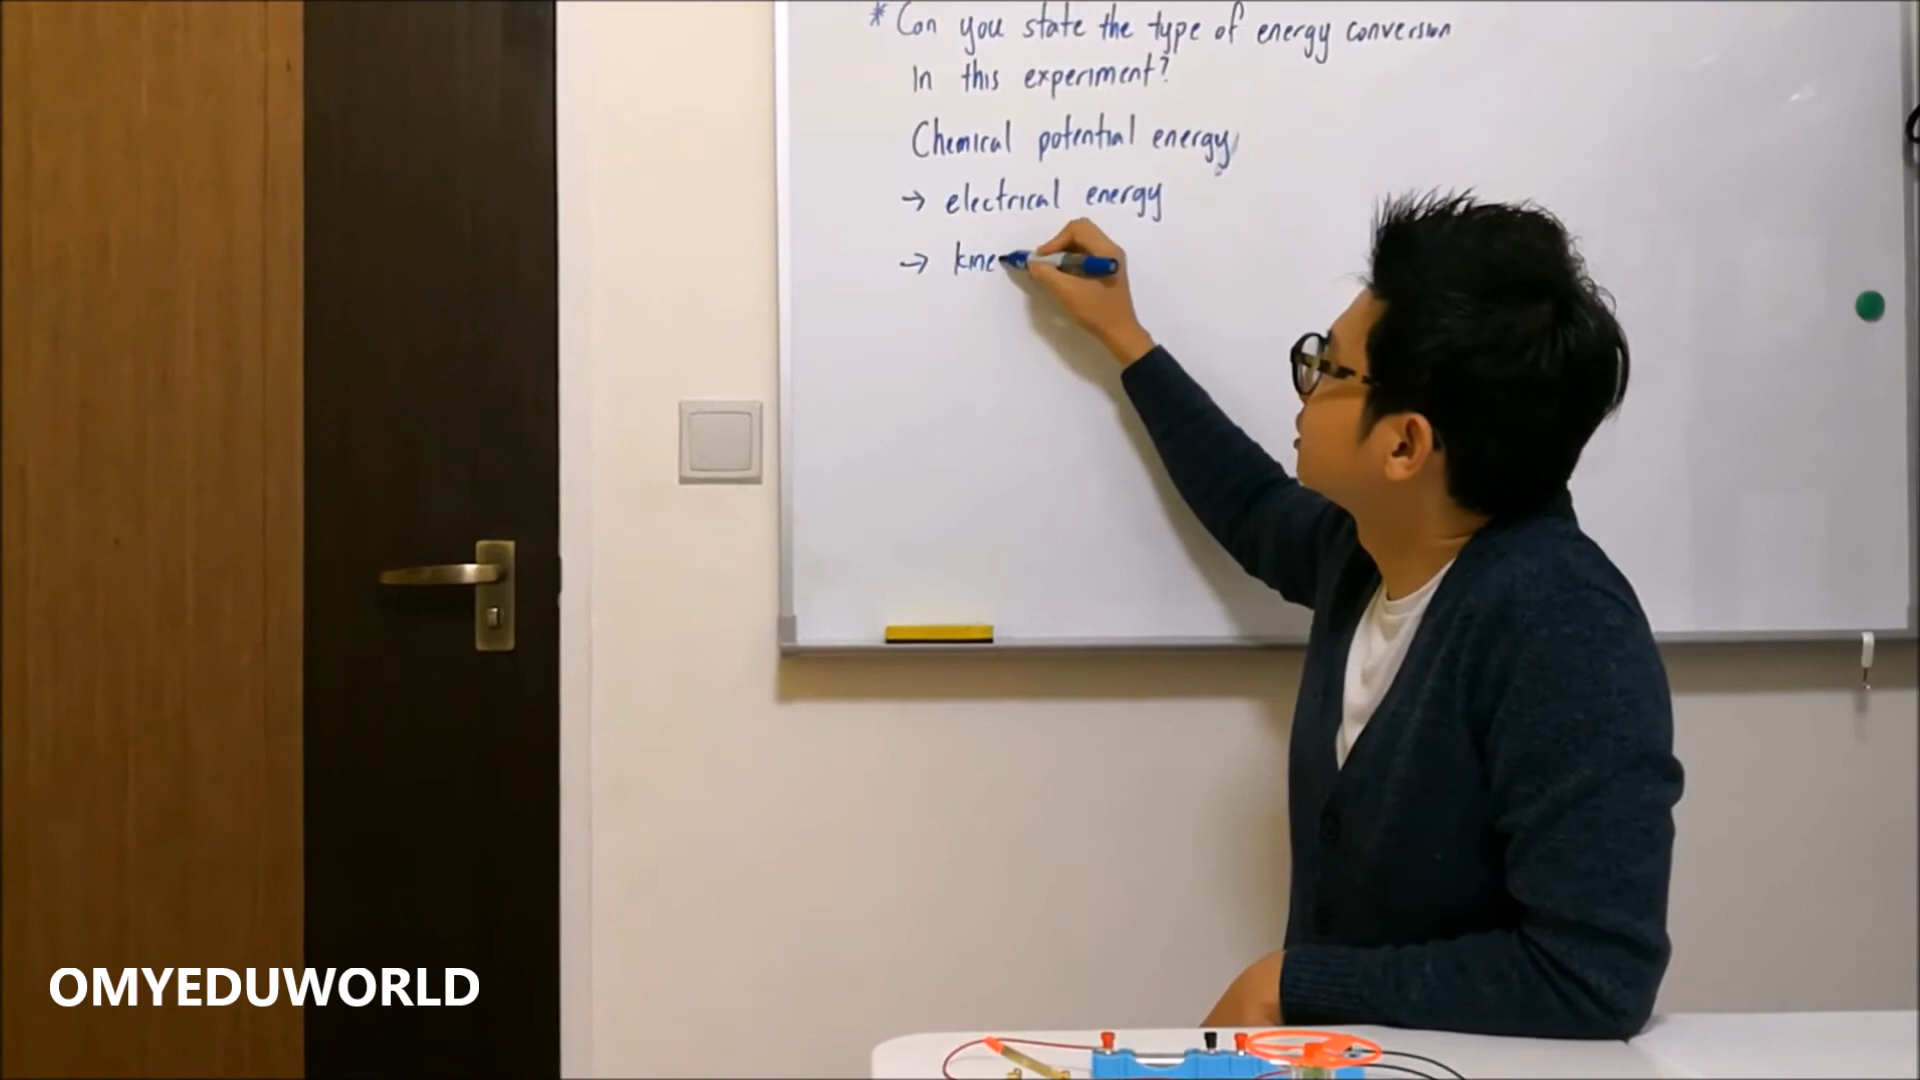 * Can you state the type of energy conversion
In this experiment?
Chemical potential energy
→ electrical energy
→ kine
OMYEDUWORLD